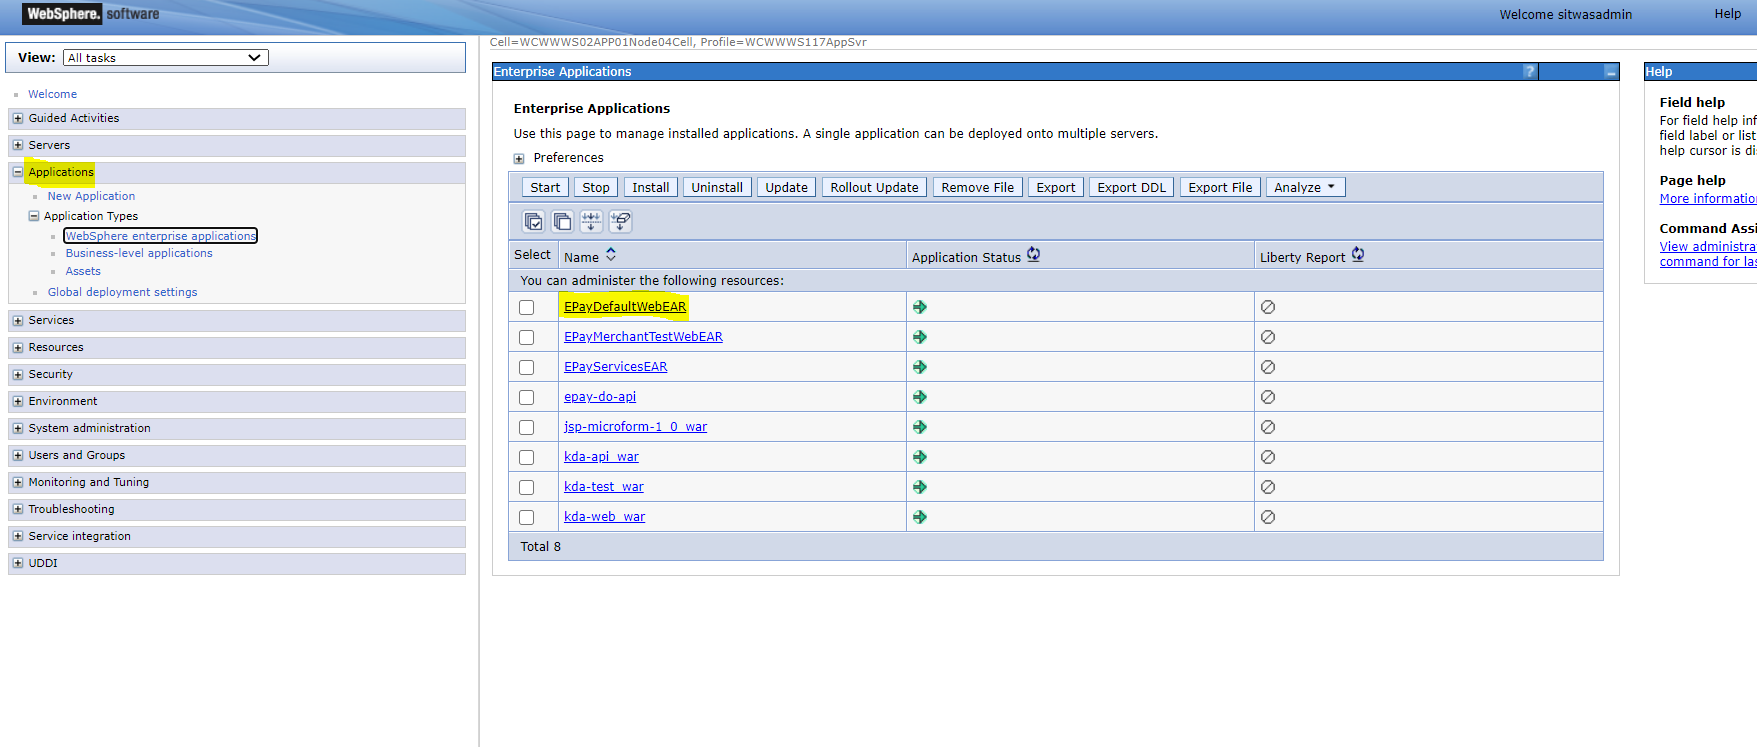 WebSphere. software
Welcome sitwasadmin
Help
View: All tasks
Welcome
Guided Activities
Servers
Applications
New Application
Application Types
WebSphere enterprise applications
Business-level applications
Assets
Global deployment settings
Services
Resources
Security
Environment
System administration
Users and Groups
Monitoring and Tuning
Troubleshooting
Service integration
UDDI
Cell=WCWWWS02APP01Node04Cell, Profile=WCWWWS117AppSvr
Enterprise Applications
?
Enterprise Applications
Use this page to manage installed applications. A single application can be deployed onto multiple servers.
Preferences
Start Stop Install Uninstall Update Rollout Update Remove File Export Export DDL Export File Analyze
Select Name Application Status Liberty Report
You can administer the following resources:
EPayDefaultWebEAR
EPayMerchantTestWebEAR
EPayServicesEAR
epay-do-api
jsp-microform-1_0_war
kda-api_war
kda-test_war
kda-web_war
Total 8
Help
Field help
For field help inf
field label or list
help cursor is di
Page help
More informatio
Command Assi
View administra
command for las